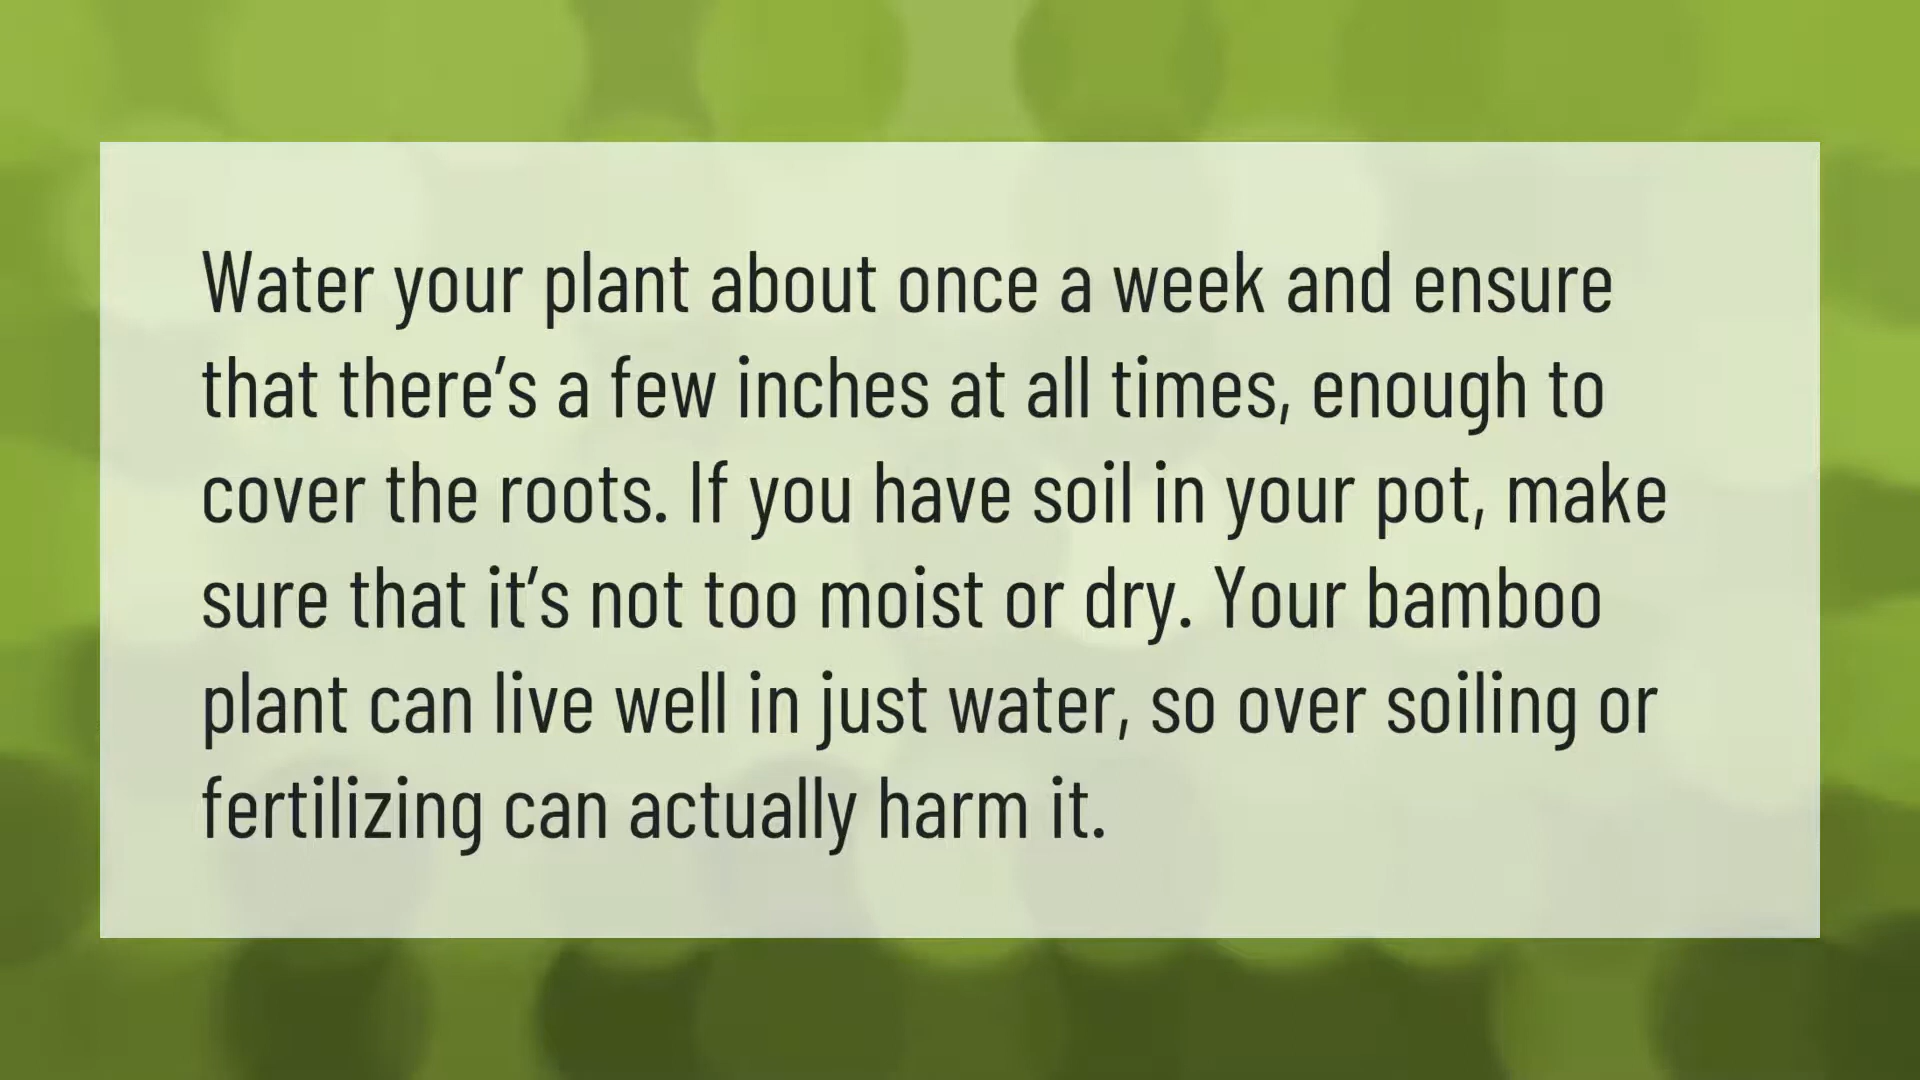 Water your plant about once a week and ensure
that there’s a few inches at all times, enough to
cover the roots. If you have soil in your pot, make
sure that it’s not too moist or dry. Your bamboo
plant can live well in just water, so over soiling or
fertilizing can actually harm it.